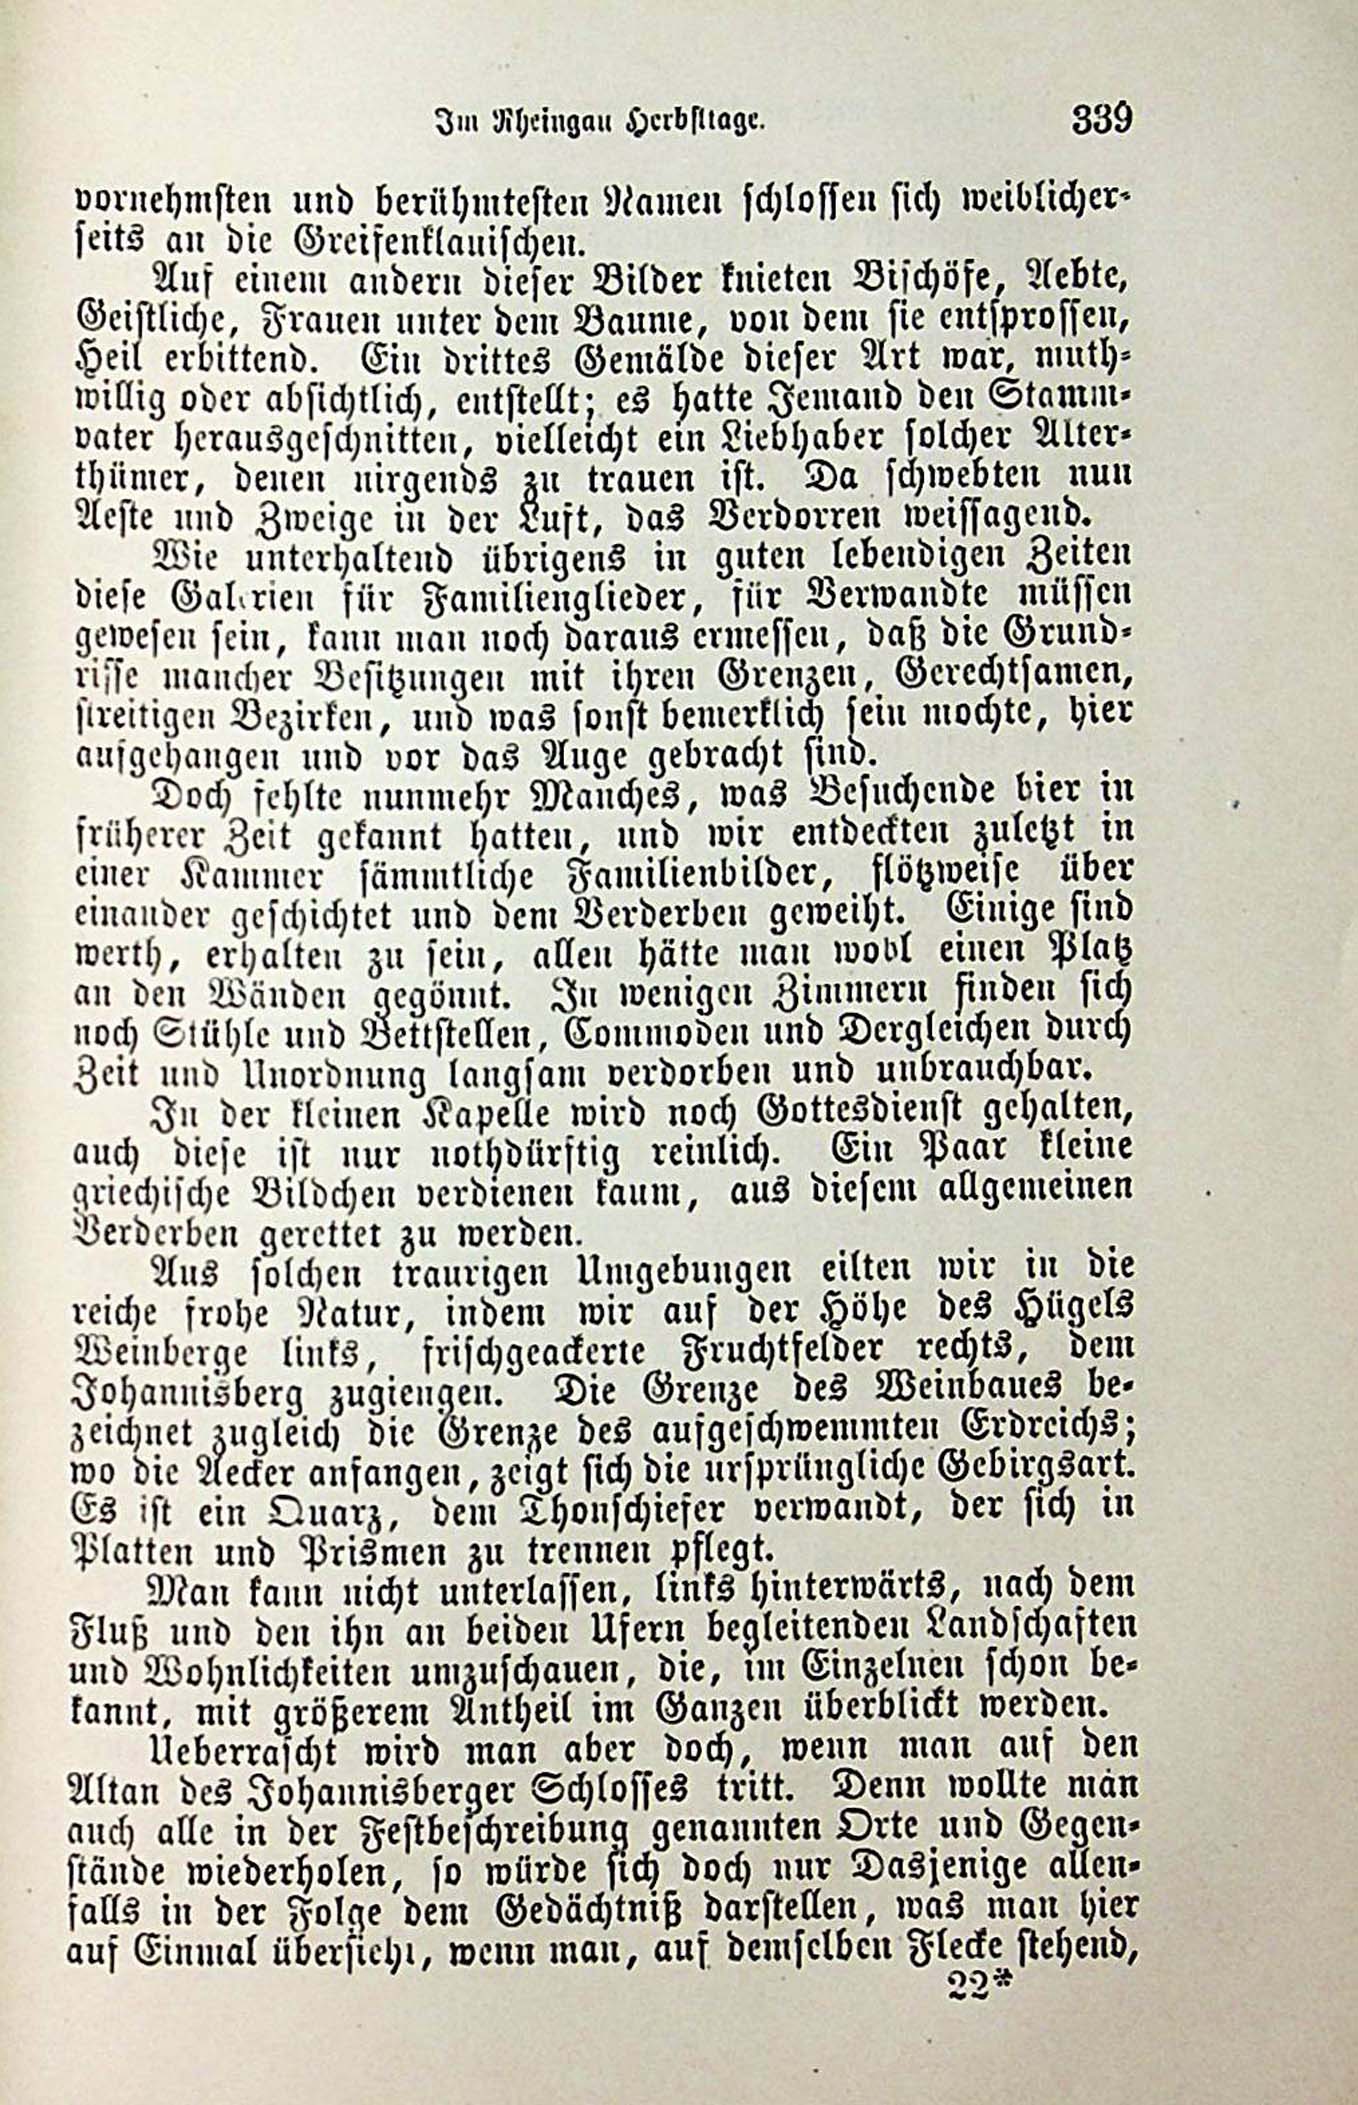 Im Rheingau Herbsttage. 339
vornehmsten und berühmtesten Namen schlossen sich weiblicher-
seits an die Greifenklauischen.
Auf einem andern dieser Bilder knieten Bischöfe, Aebte,
Geistliche, Frauen unter dem Baume, von dem sie entsprossen,
Heil erbittend. Ein drittes Gemälde dieser Art war, muth-
willig oder absichtlich, entstellt; es hatte Jemand den Stamm-
vater herausgeschnitten, vielleicht ein Liebhaber solcher Alter-
thümer, denen nirgends zu trauen ist. Da schwebten nun
Aeste und Zweige in der Luft, das Verdorren weissagend.
Wie unterhaltend übrigens in guten lebendigen Zeiten
diese Galerien für Familienglieder, für Verwandte müssen
gewesen sein, kann man noch daraus ermessen, daß die Grund-
risse mancher Besitzungen mit ihren Grenzen, Gerechtsamen,
streitigen Bezirken, und was sonst bemerklich sein mochte, hier
aufgehangen und vor das Auge gebracht sind.
Doch fehlte nunmehr Manches, was Besuchende hier in
früherer Zeit gekannt hatten, und wir entdeckten zuletzt in
einer Kammer sämmtliche Familienbilder, flötzweise über
einander geschichtet und dem Verderben geweiht. Einige sind
werth, erhalten zu sein, allen hätte man wohl einen Platz
an den Wänden gegönnt. In wenigen Zimmern finden sich
noch Stühle und Bettstellen, Commoden und Dergleichen durch
Zeit und Unordnung langsam verdorben und unbrauchbar.
In der kleinen Kapelle wird noch Gottesdienst gehalten,
auch diese ist nur nothdürftig reinlich. Ein Paar kleine
griechische Bildchen verdienen kaum, aus diesem allgemeinen
Verderben gerettet zu werden.
Aus solchen traurigen Umgebungen eilten wir in die
reiche frohe Natur, indem wir auf der Höhe des Hügels
Weinberge links, frischgeackerte Fruchtfelder rechts, dem
Johannisberg zugiengen. Die Grenze des Weinbaues be-
zeichnet zugleich die Grenze des aufgeschwemmten Erdreichs;
wo die Aecker anfangen, zeigt sich die ursprüngliche Gebirgsart.
Es ist ein Quarz, dem Thonschiefer verwandt, der sich in
Platten und Prismen zu trennen pflegt.
Man kann nicht unterlassen, links hinterwärts, nach dem
Fluß und den ihn an beiden Ufern begleitenden Landschaften
und Wohnlichkeiten umzuschauen, die, im Einzelnen schon be-
kannt, mit größerem Antheil im Ganzen überblickt werden.
Ueberrascht wird man aber doch, wenn man auf den
Altan des Johannisberger Schlosses tritt. Denn wollte man
auch alle in der Festbeschreibung genannten Orte und Gegen-
stände wiederholen, so würde sich doch nur Dasjenige allen-
falls in der Folge dem Gedächtniß darstellen, was man hier
auf Einmal übersieht, wenn man, auf demselben Flecke stehend,
22*